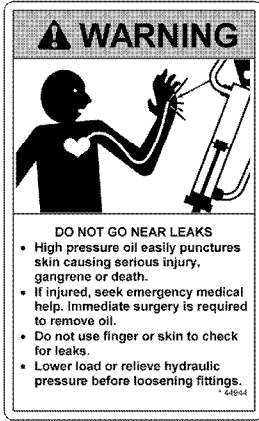 WARNING
DO NOT GO NEAR LEAKS
• High pressure oil easily punctures
skin causing serious injury,
gangrene or death.
• If injured, seek emergency medical
help. Immediate surgery is required
to remove oil.
• Do not use finger or skin to check
for leaks.
• Lower load or relieve hydraulic
pressure before loosening fittings.
* 44944